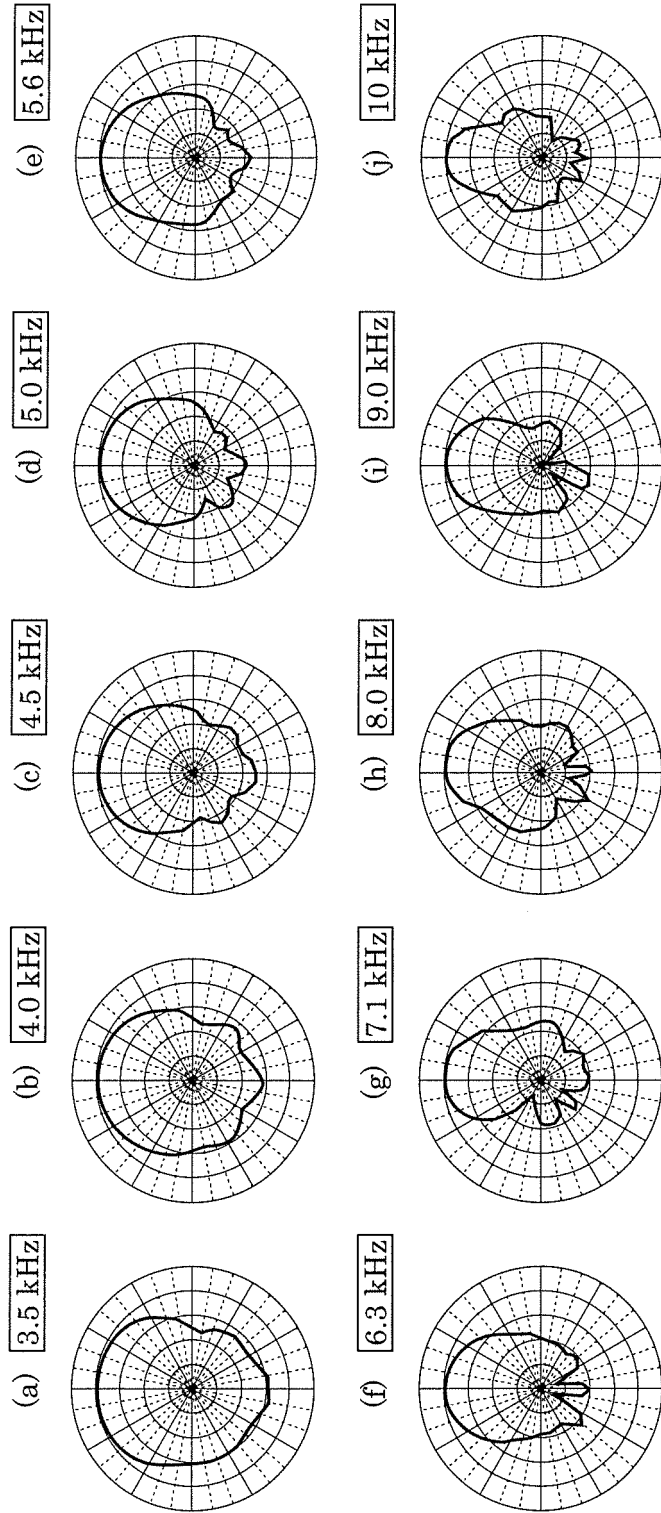 (a) 3.5 kHz
(b) 4.0 kHz
(c) 4.5 kHz
(d) 5.0 kHz
(e) 5.6 kHz
(f) 6.3 kHz
(g) 7.1 kHz
(h) 8.0 kHz
(i) 9.0 kHz
(j) 10 kHz